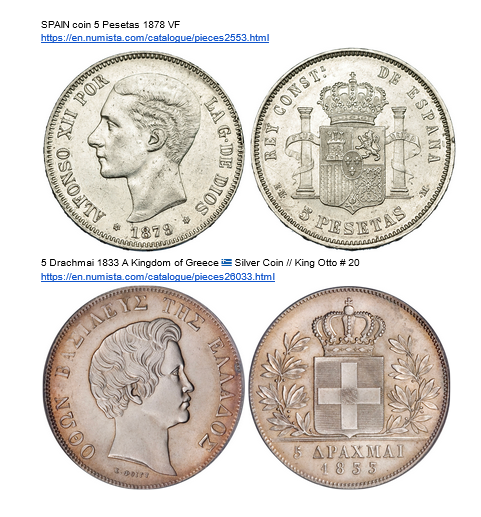 SPAIN coin 5 Pesetas 1878 VF
https://en.numista.com/catalogue/pieces2553.html
ALFONSO XII POR LA G. DE DIOS
1878
REY CONST: DE ESPAÑA
5 PESETAS
5 Drachmai 1833 A Kingdom of Greece 🇬🇷 Silver Coin // King Otto # 20
https://en.numista.com/catalogue/pieces26033.html
ΟΘΩΝ ΒΑΣΙΛΕΥΣ ΤΗΣ ΕΛΛΑΔΟΣ
5 ΔΡΑΧΜΑΙ
1833